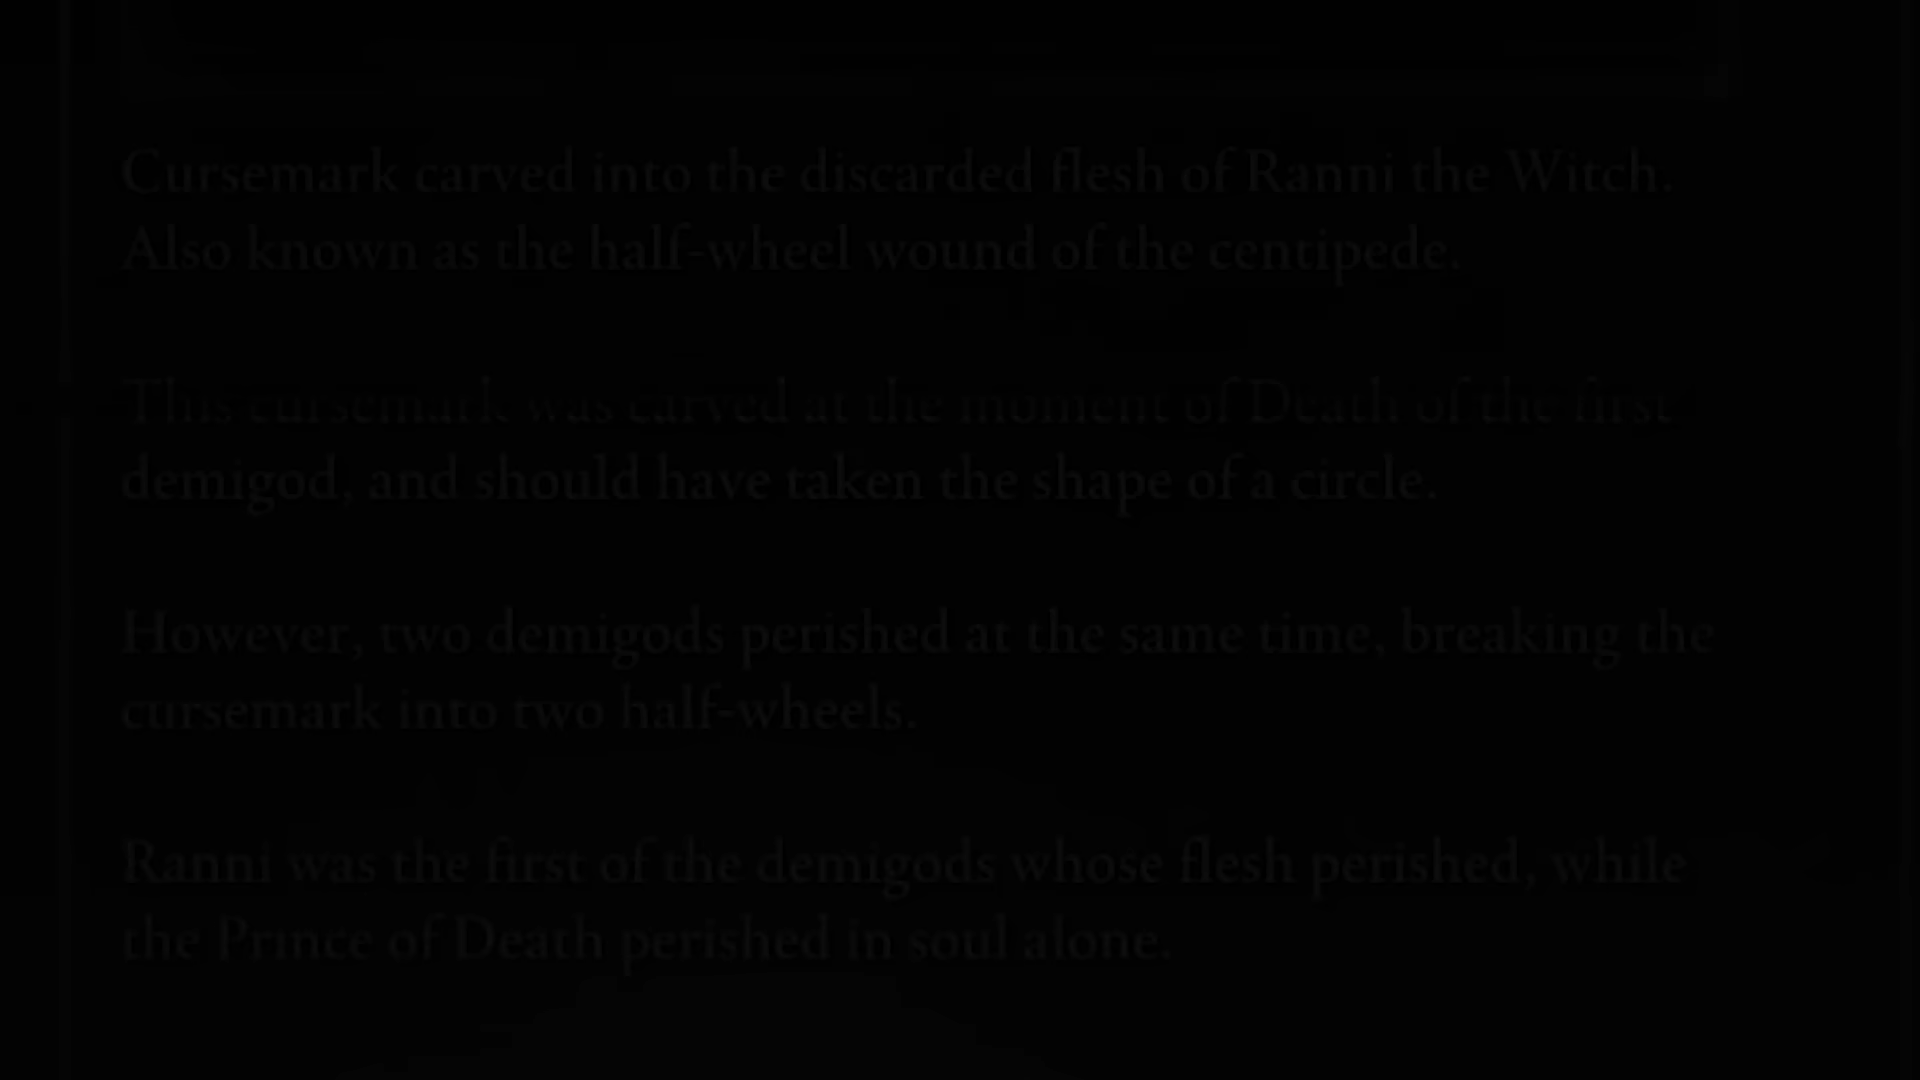 Cursemark carved into the discarded flesh of Ranni the Witch.
Also known as the half-wheel wound of the centipede.
This cursemark was carved at the moment of Death of the first
demigod, and should have taken the shape of a circle.
However, two demigods perished at the same time, breaking the
cursemark into two half-wheels.
Ranni was the first of the demigods whose flesh perished, while
the Prince of Death perished in soul alone.